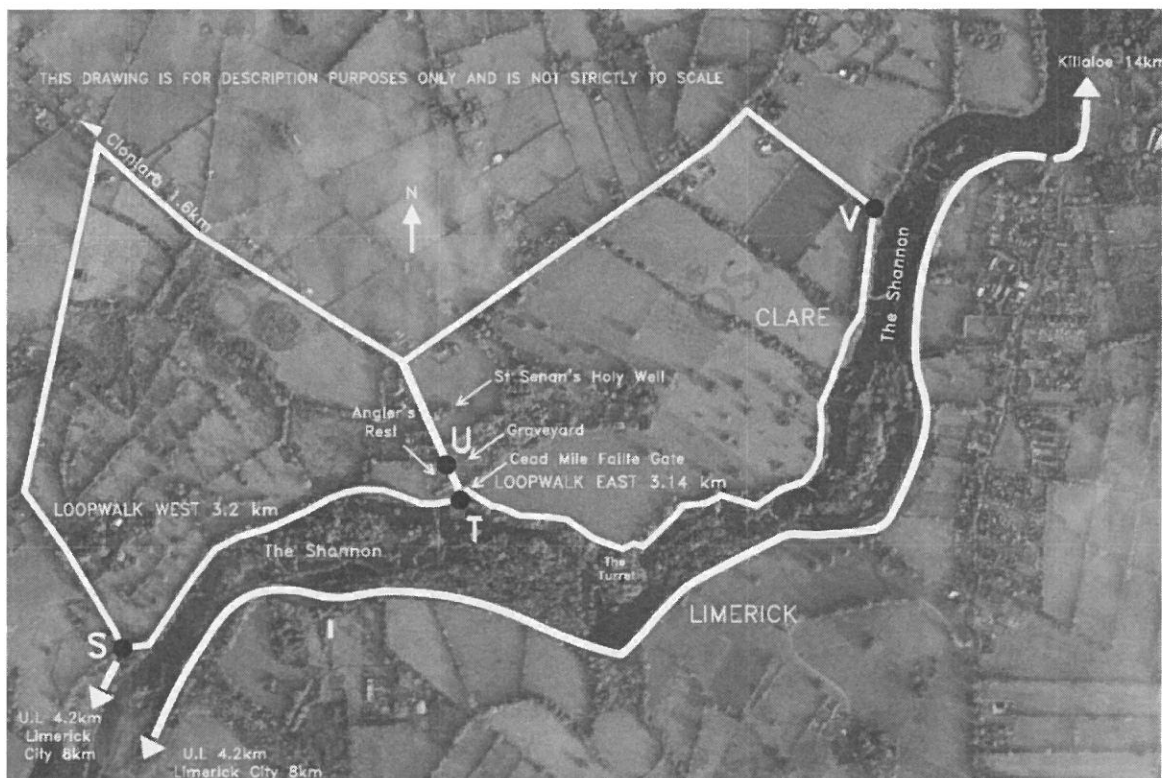 THIS DRAWING IS FOR DESCRIPTION PURPOSES ONLY AND IS NOT STRICTLY TO SCALE
Killaloe 14km
Clonlara 1.6km
N
V
The Shannon
CLARE
St Senan's Holy Well
Angler's
Rest
U
Graveyard
Cead Mile Failte Gate
LOOPWALK EAST 3.14 km
LOOPWALK WEST 3.2 km
T
The Shannon
The
Turret
LIMERICK
S
U.L 4.2km
Limerick
City 8km
U.L 4.2km
Limerick City 8km